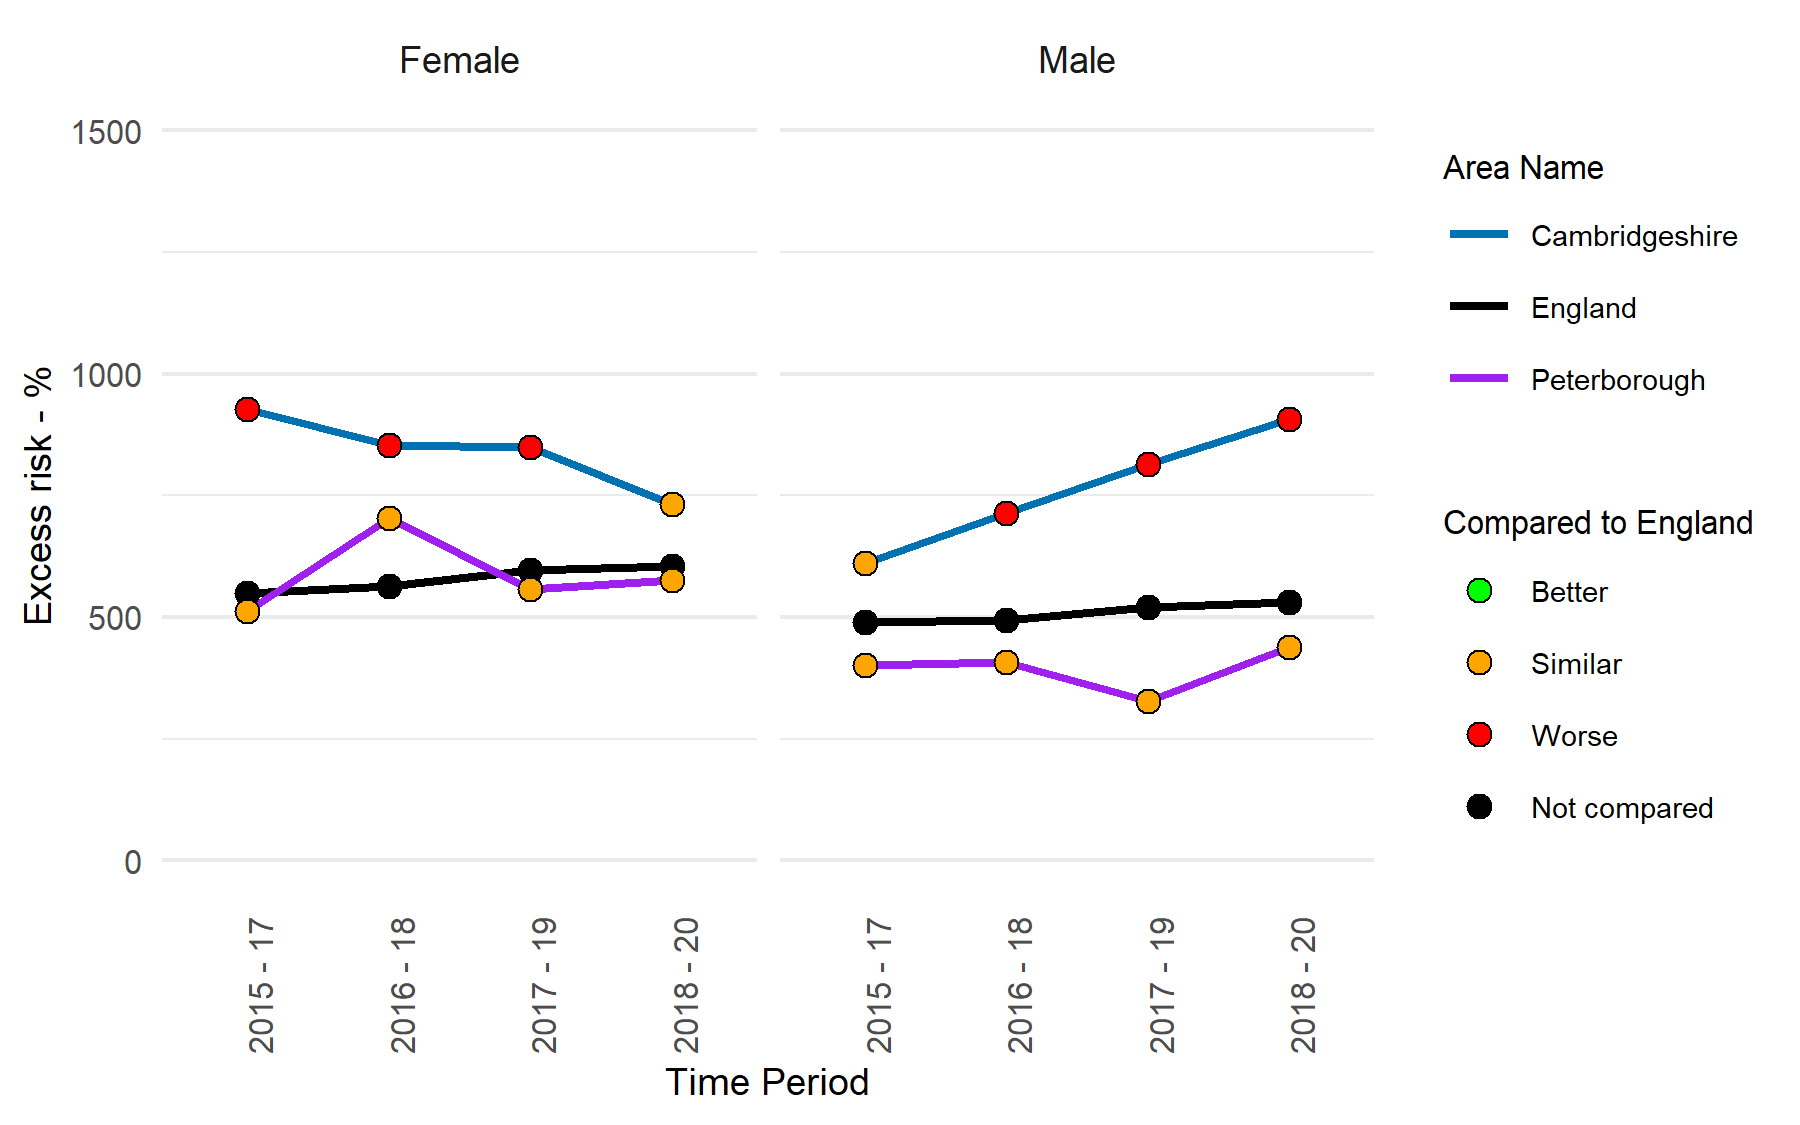 Female
Male
1500
1000
500
0
Excess risk - %
2015 - 17
2016 - 18
2017 - 19
2018 - 20
2015 - 17
2016 - 18
2017 - 19
2018 - 20
Time Period
Area Name
Cambridgeshire
England
Peterborough
Compared to England
Better
Similar
Worse
Not compared